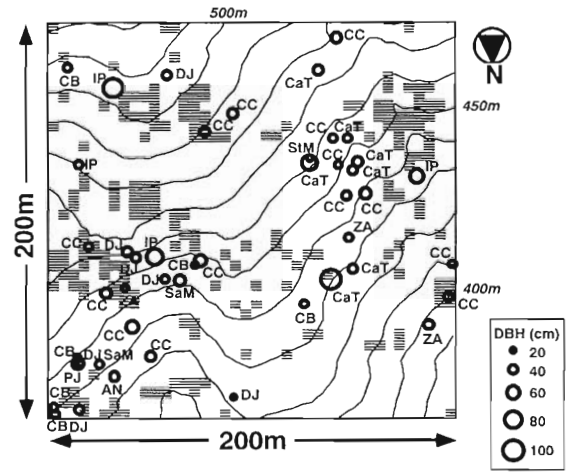 500m
CC
CB
IP
DJ
CaT
N
CC
CC
450m
CC
CaT
StM
CC
CaT
CaT
IP
CaT
IP
CC
CC
ZA
200m
CC
DJ
IP
CC
DJ
CB
CC
CaT
SaM
400m
CC
CaT
CC
CB
CC
CC
ZA
DBH (cm)
20
CB
DJ
SaM
40
PJ
AN
60
CB
DJ
80
CB
DJ
100
200m